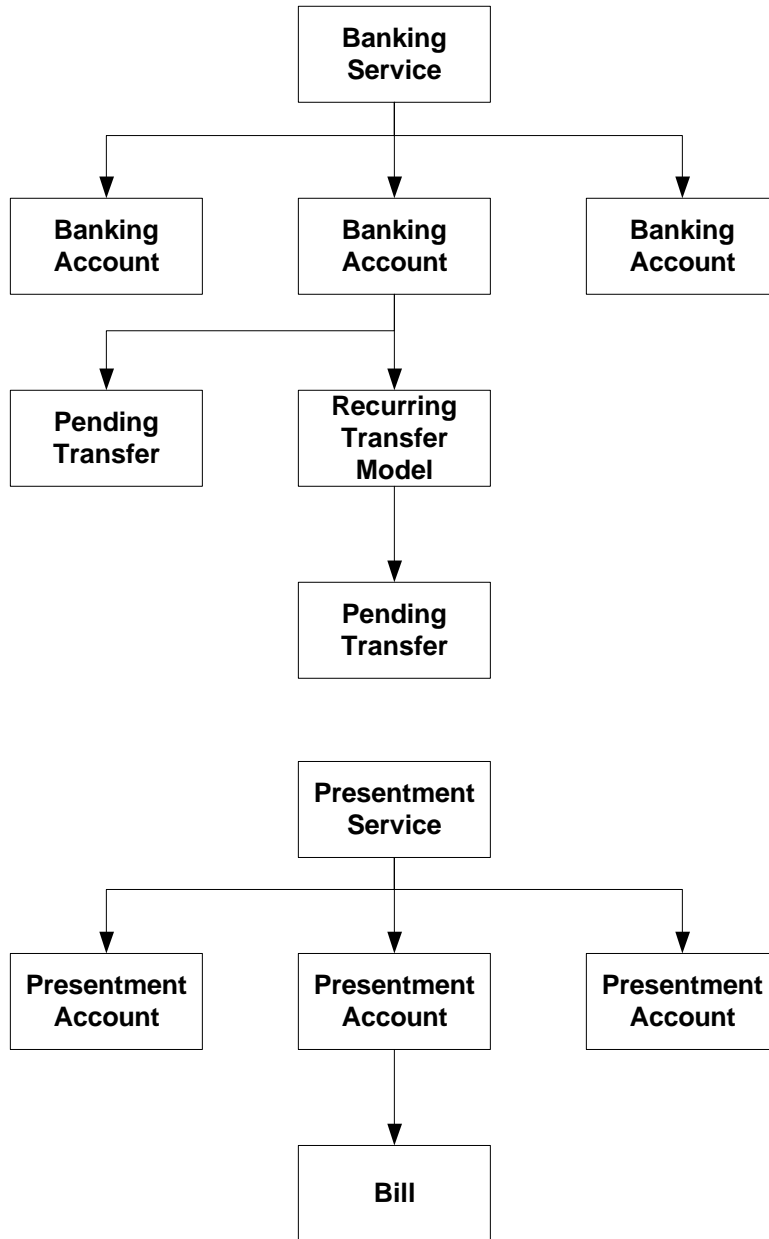 Banking
Service
Banking
Account
Banking
Account
Banking
Account
Pending
Transfer
Recurring
Transfer
Model
Pending
Transfer
Presentment
Service
Presentment
Account
Presentment
Account
Presentment
Account
Bill